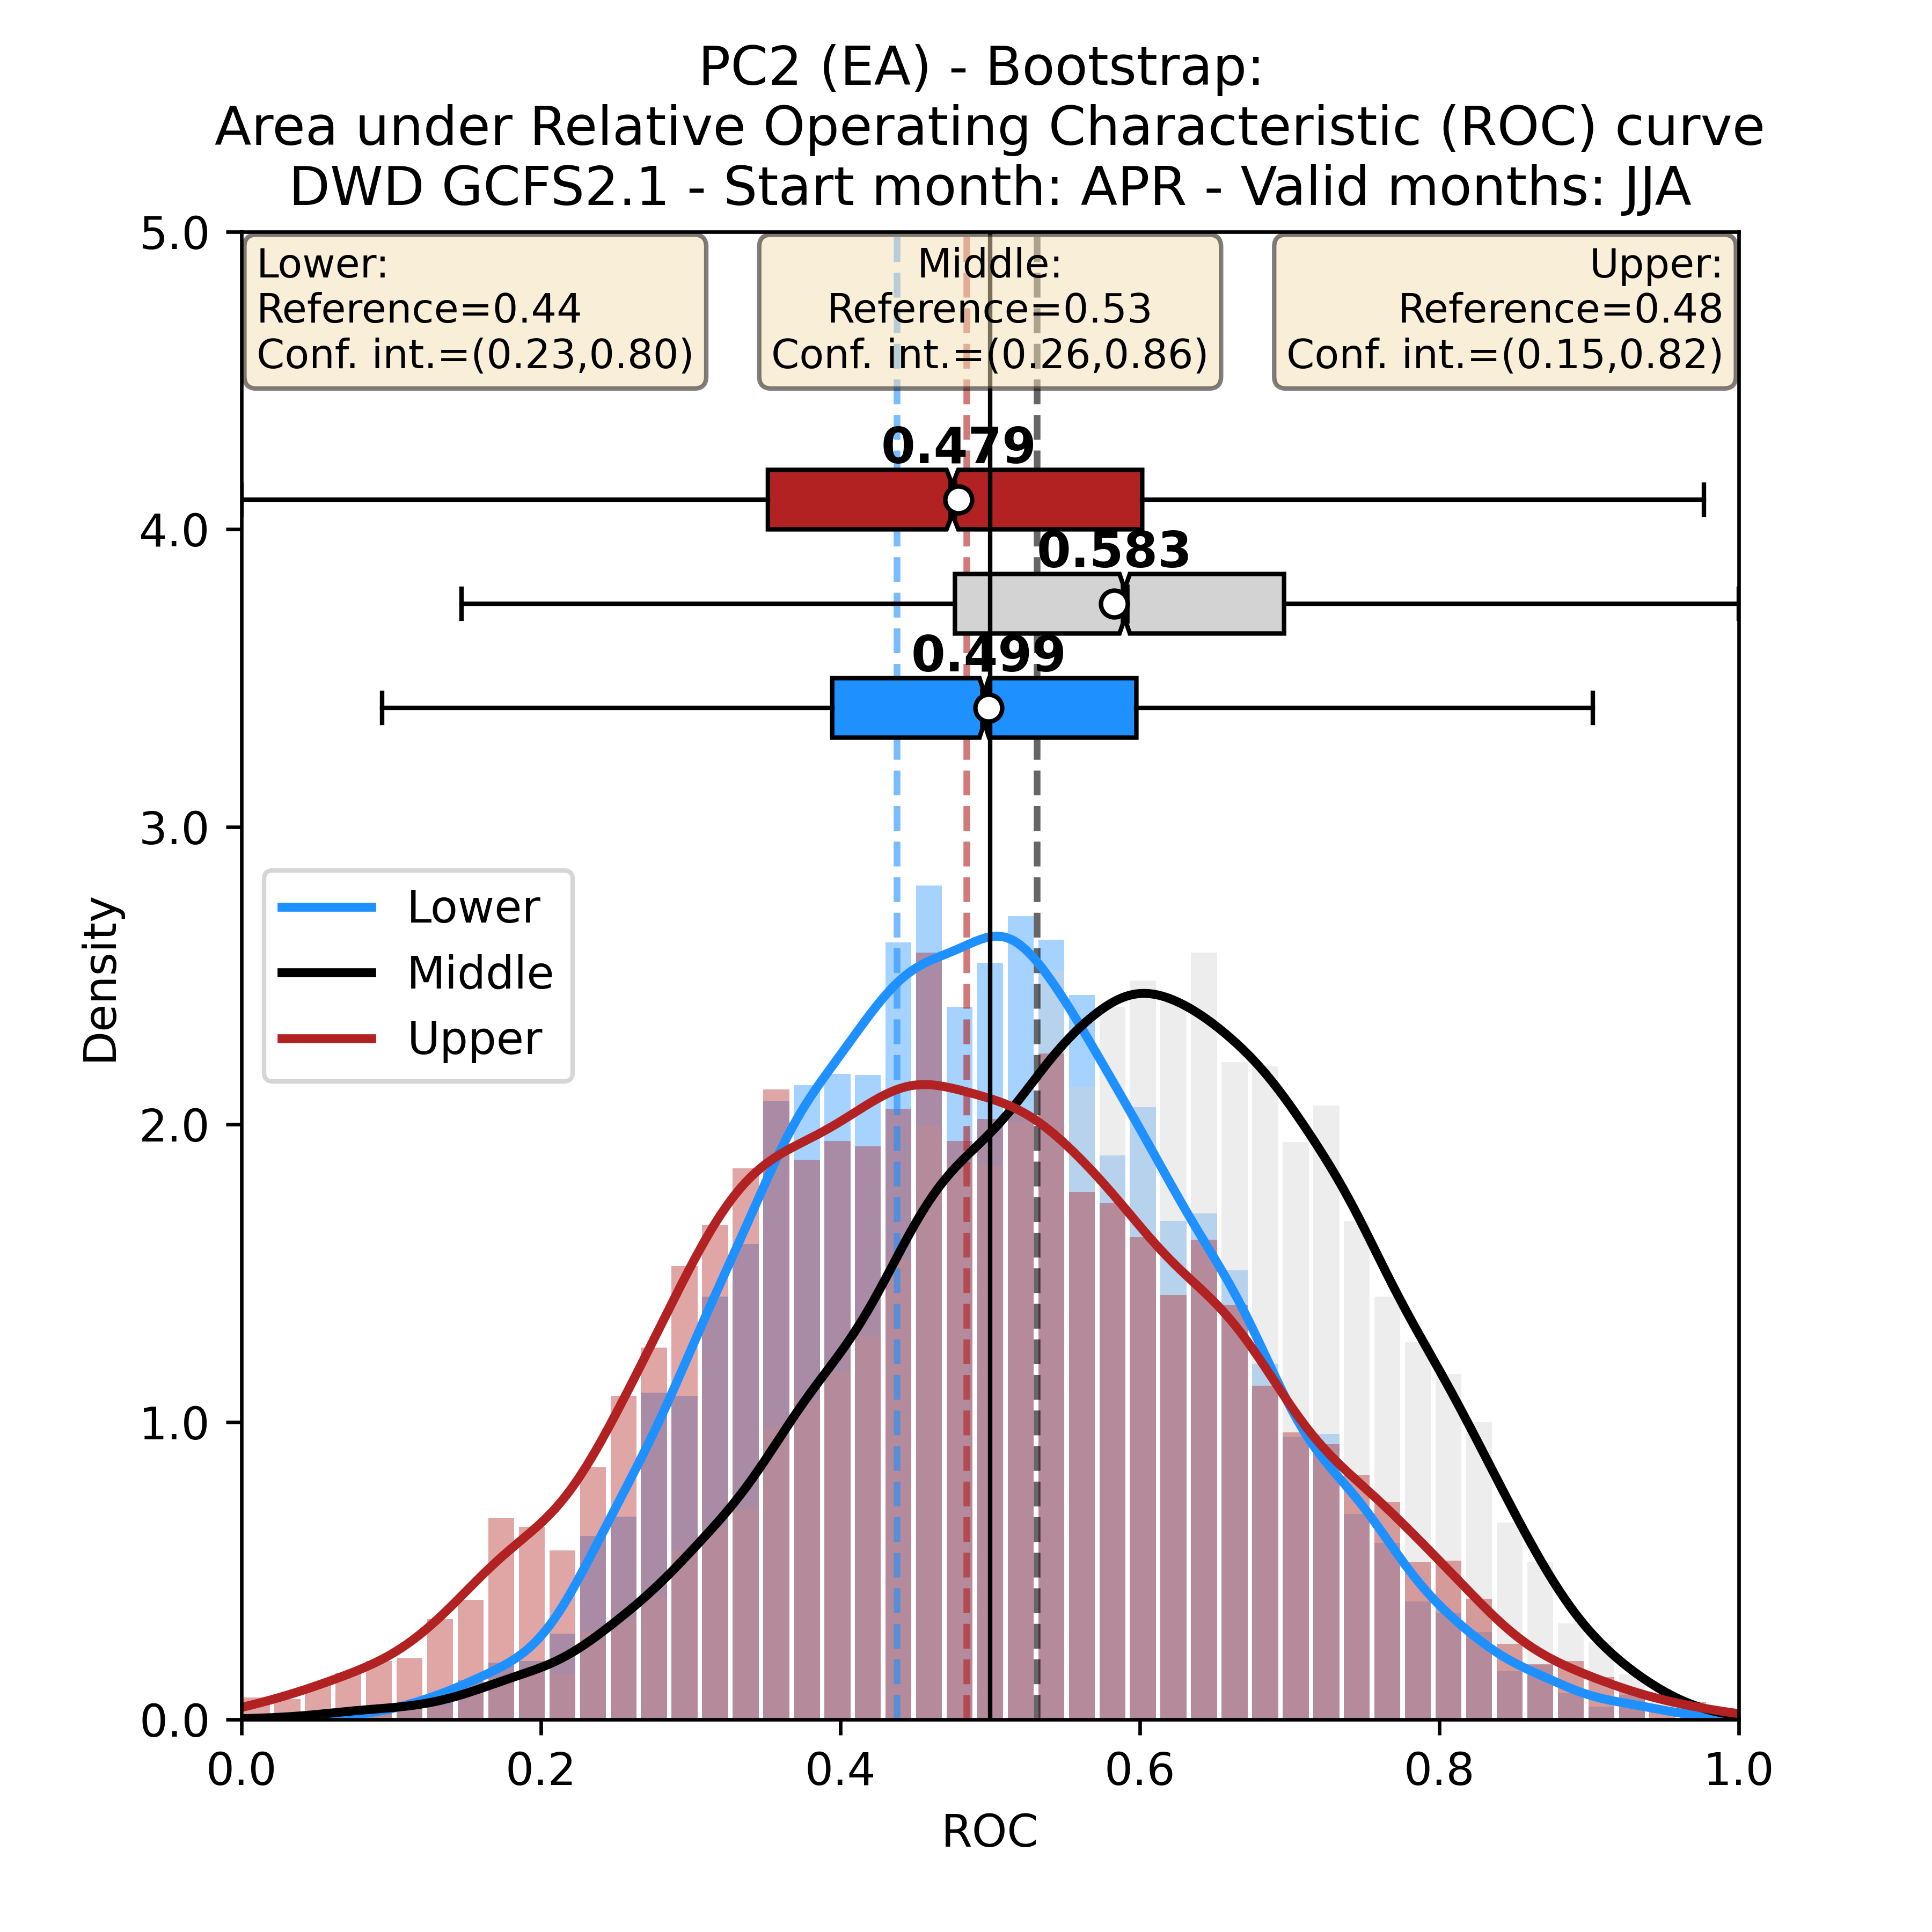 PC2 (EA) - Bootstrap:
Area under Relative Operating Characteristic (ROC) curve
DWD GCFS2.1 - Start month: APR - Valid months: JJA
5.0
Lower:
Reference=0.44
Conf. int.=(0.23,0.80)
Middle:
Reference=0.53
Conf. int.=(0.26,0.86)
Upper:
Reference=0.48
Conf. int.=(0.15,0.82)
0.479
4.0
0.583
0.499
3.0
Lower
Middle
Upper
Density
2.0
1.0
0.0
0.0
0.2
0.4
0.6
0.8
1.0
ROC